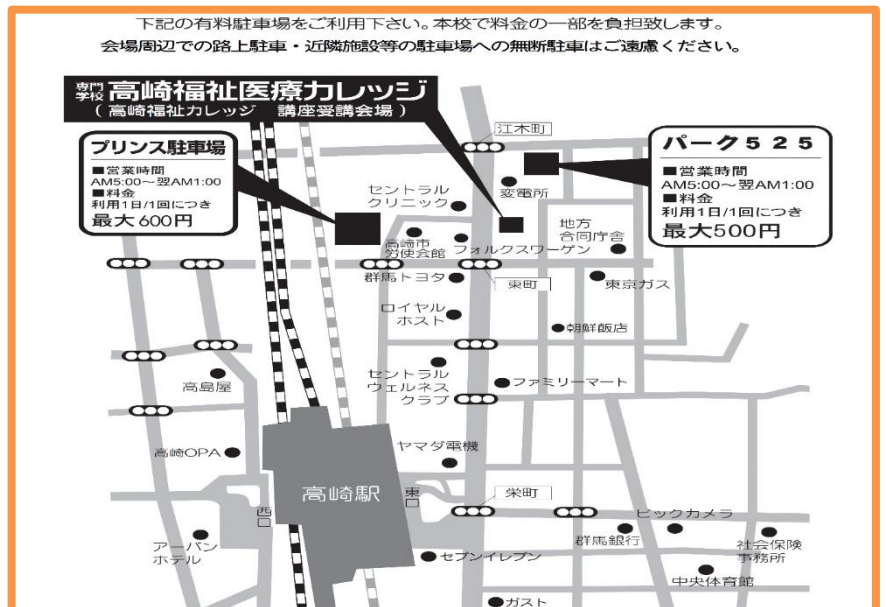 下記の有料駐車場をご利用下さい。本校で料金の一部を負担致します。
会場周辺での路上駐車・近隣施設等の駐車場への無断駐車はご遠慮ください。
専門学校 高崎福祉医療カレッジ
(高崎福祉カレッジ 講座受講会場)
プリンス駐車場
■営業時間
AM5:00～翌AM1:00
■料金
利用1日/1回につき
最大600円
パーク525
■営業時間
AM5:00～翌AM1:00
■料金
利用1日/1回につき
最大500円
江木町
変電所
セントラル
クリニック
高崎市
労使会館
フォルクスワーゲン
地方
合同庁舎
群馬トヨタ
東町
東京ガス
ロイヤル
ホスト
朝鮮飯店
高島屋
セントラル
ウェルネス
クラブ
ファミリーマート
高崎OPA
ヤマダ電機
高崎駅
東口
西口
栄町
ビックカメラ
群馬銀行
社会保険
事務所
アーバン
ホテル
セブンイレブン
中央体育館
ガスト